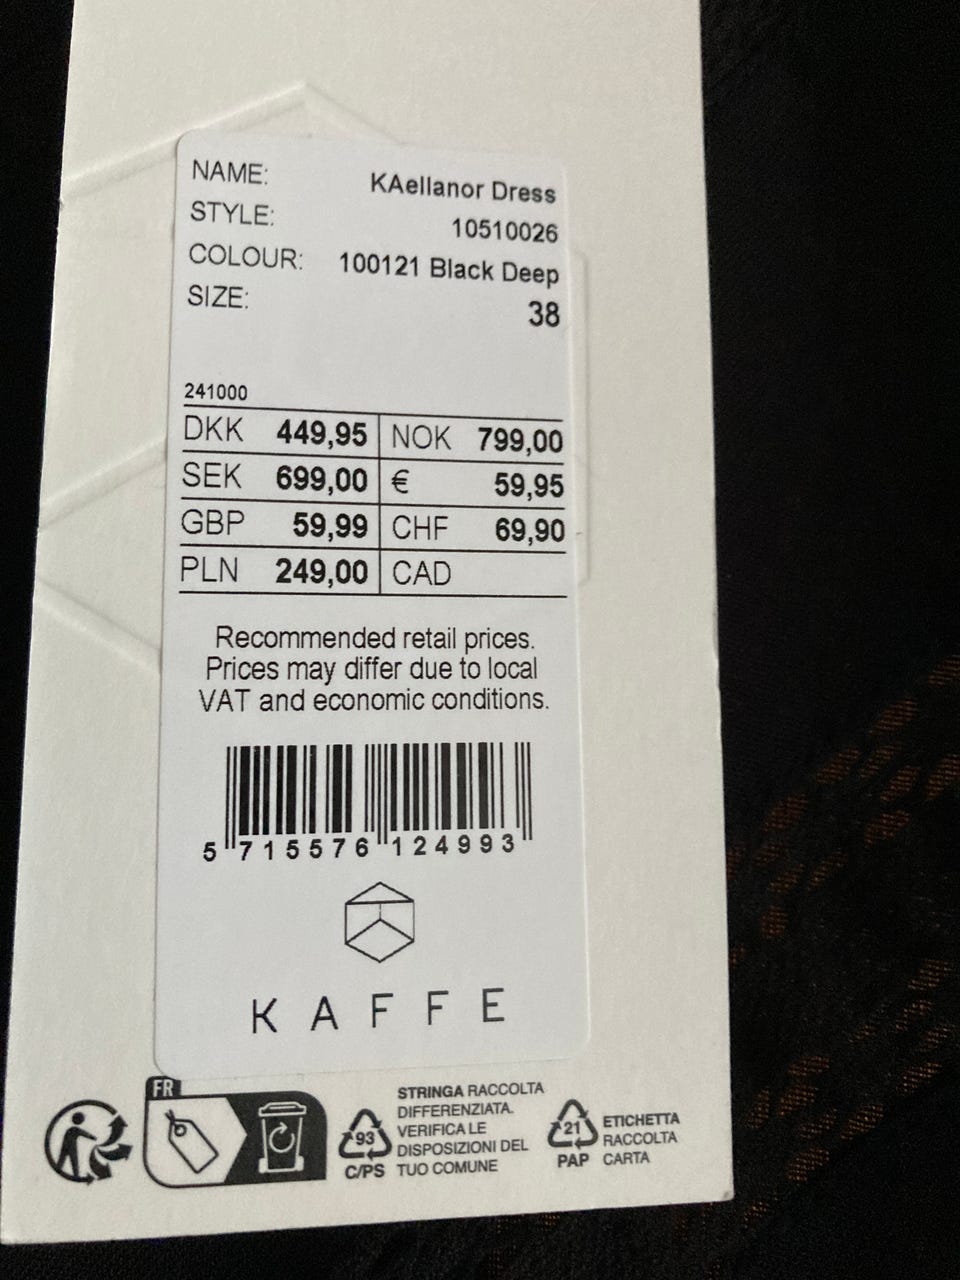 NAME: KAellanor Dress
STYLE: 10510026
COLOUR: 100121 Black Deep
SIZE: 38
241000
DKK 449,95 NOK 799,00
SEK 699,00 € 59,95
GBP 59,99 CHF 69,90
PLN 249,00 CAD
Recommended retail prices.
Prices may differ due to local
VAT and economic conditions.
5 715576 124993
KAFFE
FR
93
C/PS
STRINGA RACCOLTA
DIFFERENZIATA.
VERIFICA LE
DISPOSIZIONI DEL
TUO COMUNE
21
PAP
ETICHETTA
RACCOLTA
CARTA